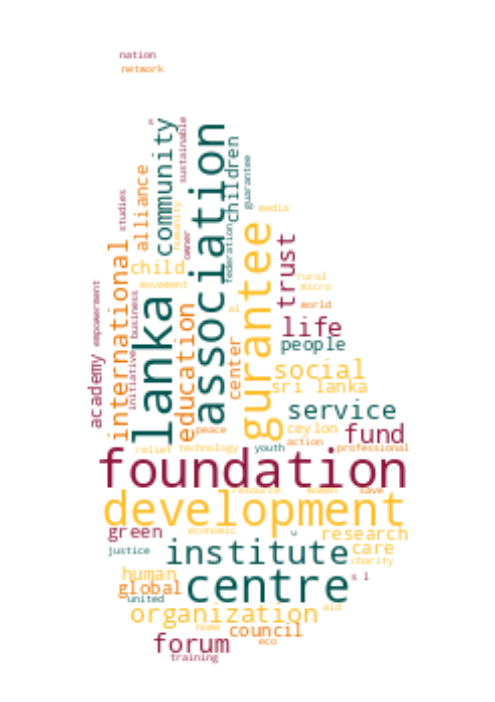 nation
network
community
sustainable
association
children
guarantee
studies
alliance
humanity
owner
federation
media
gurantee
trust
international
child
movement
rural
micro
empowerment
business
initiative
lanka
education
center
al
world
life
people
academy
social
sri lanka
service
ceylon
fund
peace
action
relief
technology
youth
professional
foundation
resource
women
save
development
green
economic
u
research
justice
institute
care
charity
human
global
centre
s l
united
organization
aid
home
council
forum
eco
training